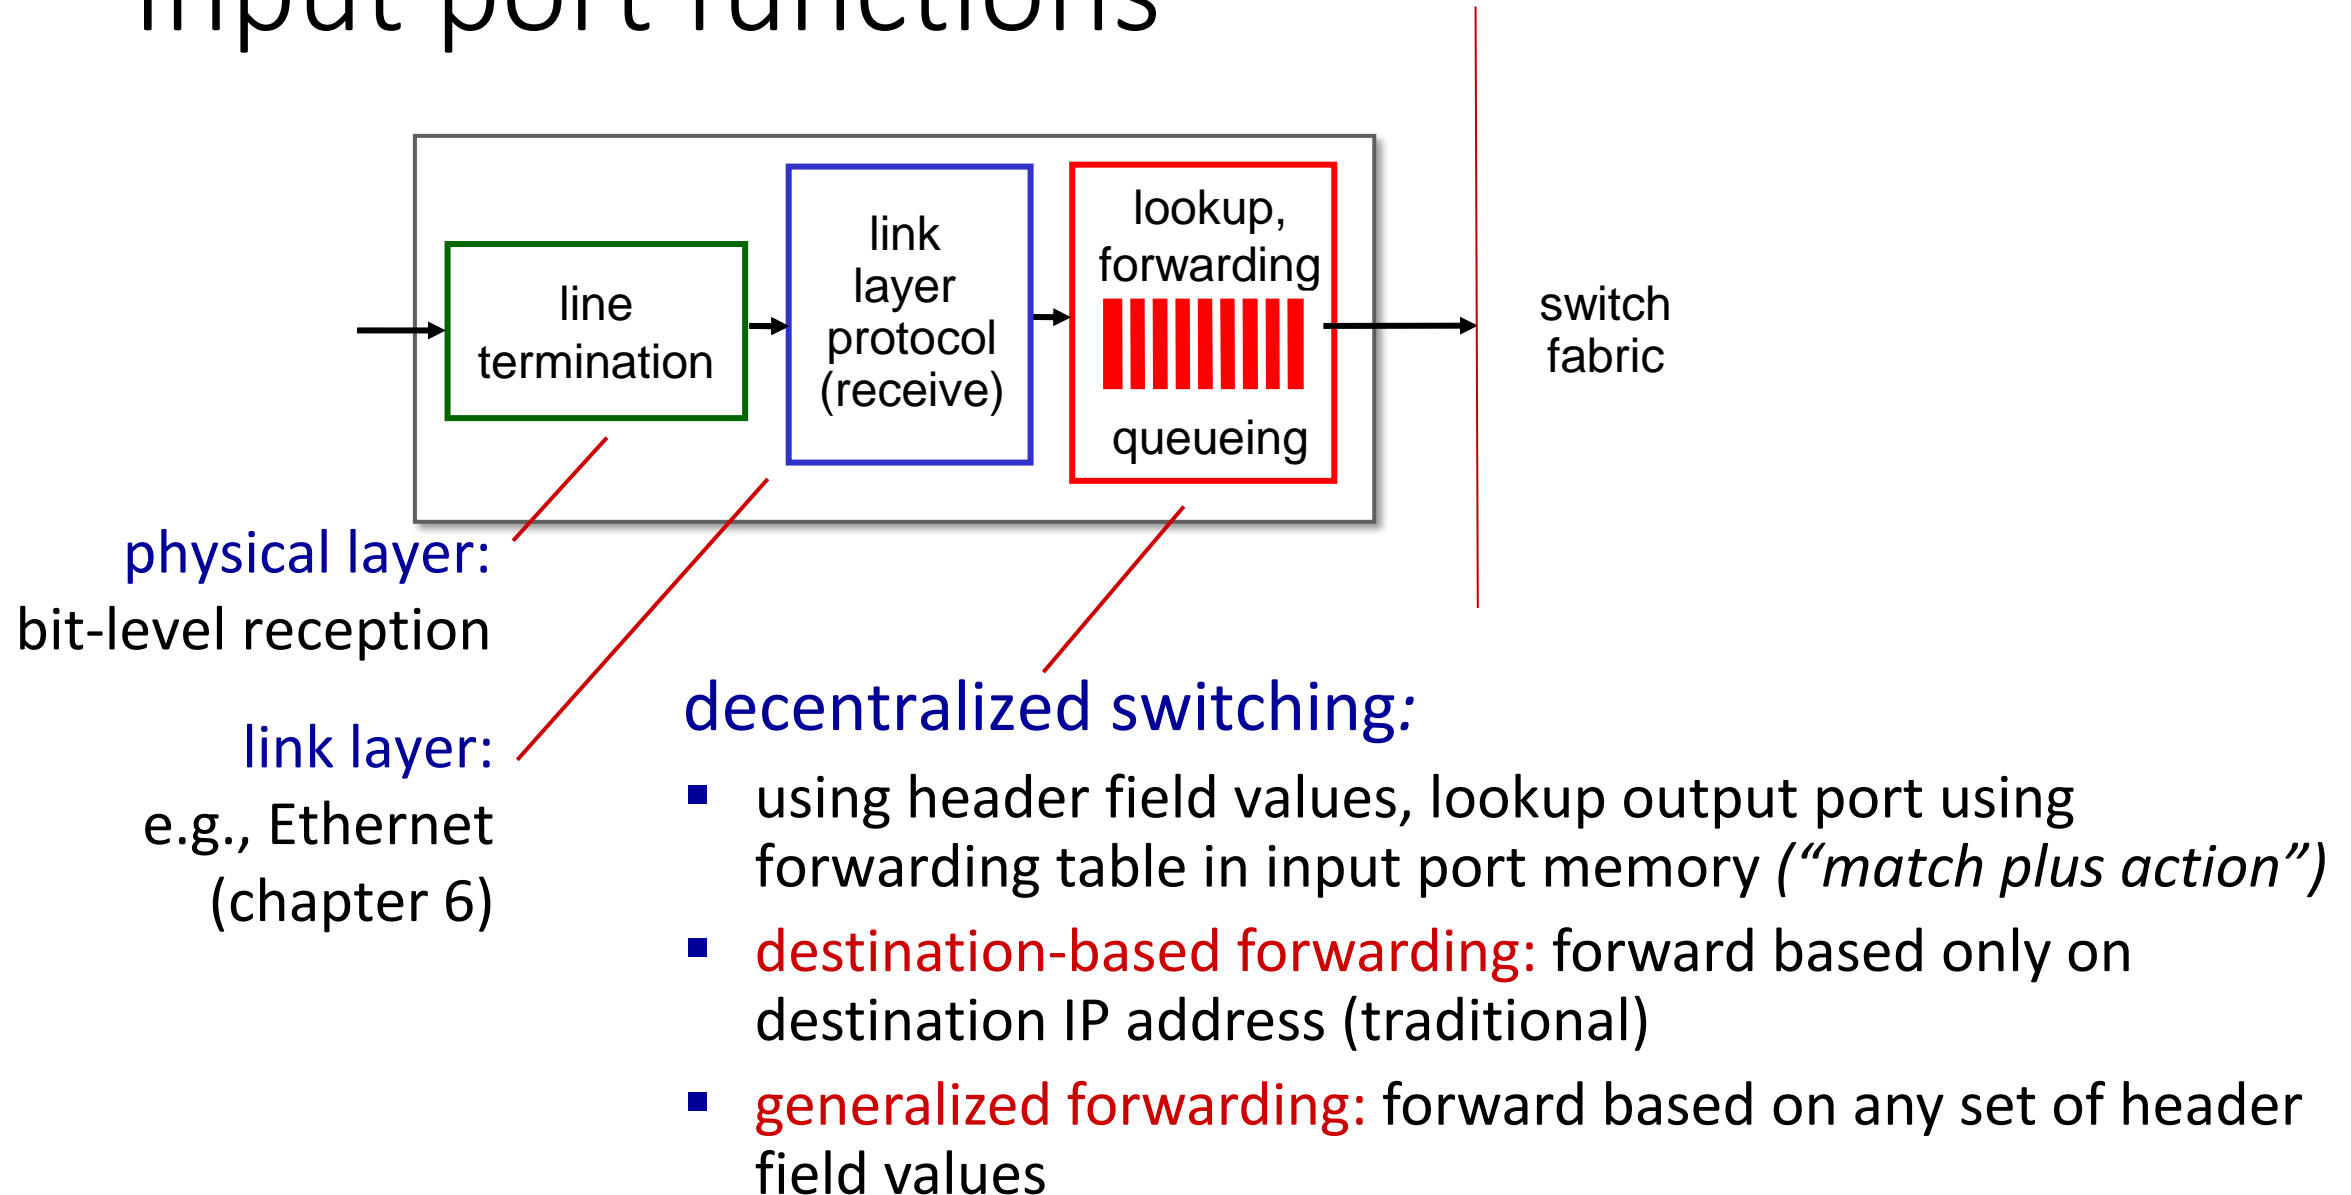 Input port functions
line
termination
link
layer
protocol
(receive)
lookup,
forwarding
queueing
switch
fabric
physical layer:
bit-level reception
link layer:
e.g., Ethernet
(chapter 6)
decentralized switching:
▪ using header field values, lookup output port using
forwarding table in input port memory (“match plus action”)
▪ destination-based forwarding: forward based only on
destination IP address (traditional)
▪ generalized forwarding: forward based on any set of header
field values